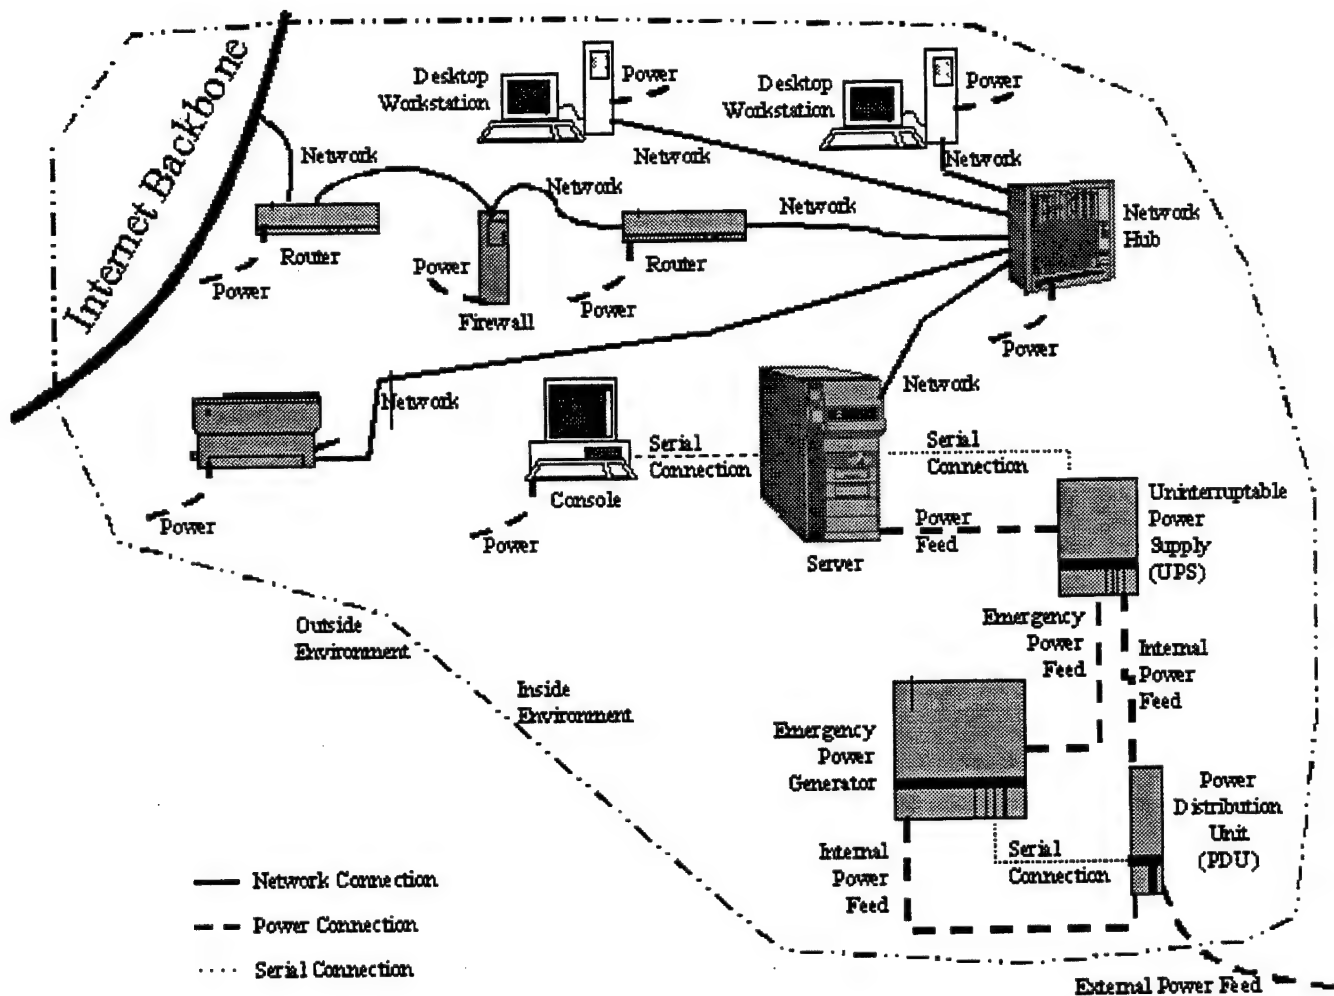 Internet Backbone
Desktop
Workstation
Power
Network
Desktop
Workstation
Power
Network
Network
Router
Power
Network
Power
Firewall
Router
Power
Network
Network
Hub
Power
Network
Power
Network
Console
Power
Serial
Connection
Server
Serial
Connection
Power
Feed
Uninterruptable
Power
Supply
(UPS)
Outside
Environment
Inside
Environment
Emergency
Power
Feed
Internal
Power
Feed
Emergency
Power
Generator
Power
Distribution
Unit
(PDU)
Internal
Power
Feed
Serial
Connection
External Power Feed
Network Connection
Power Connection
Serial Connection